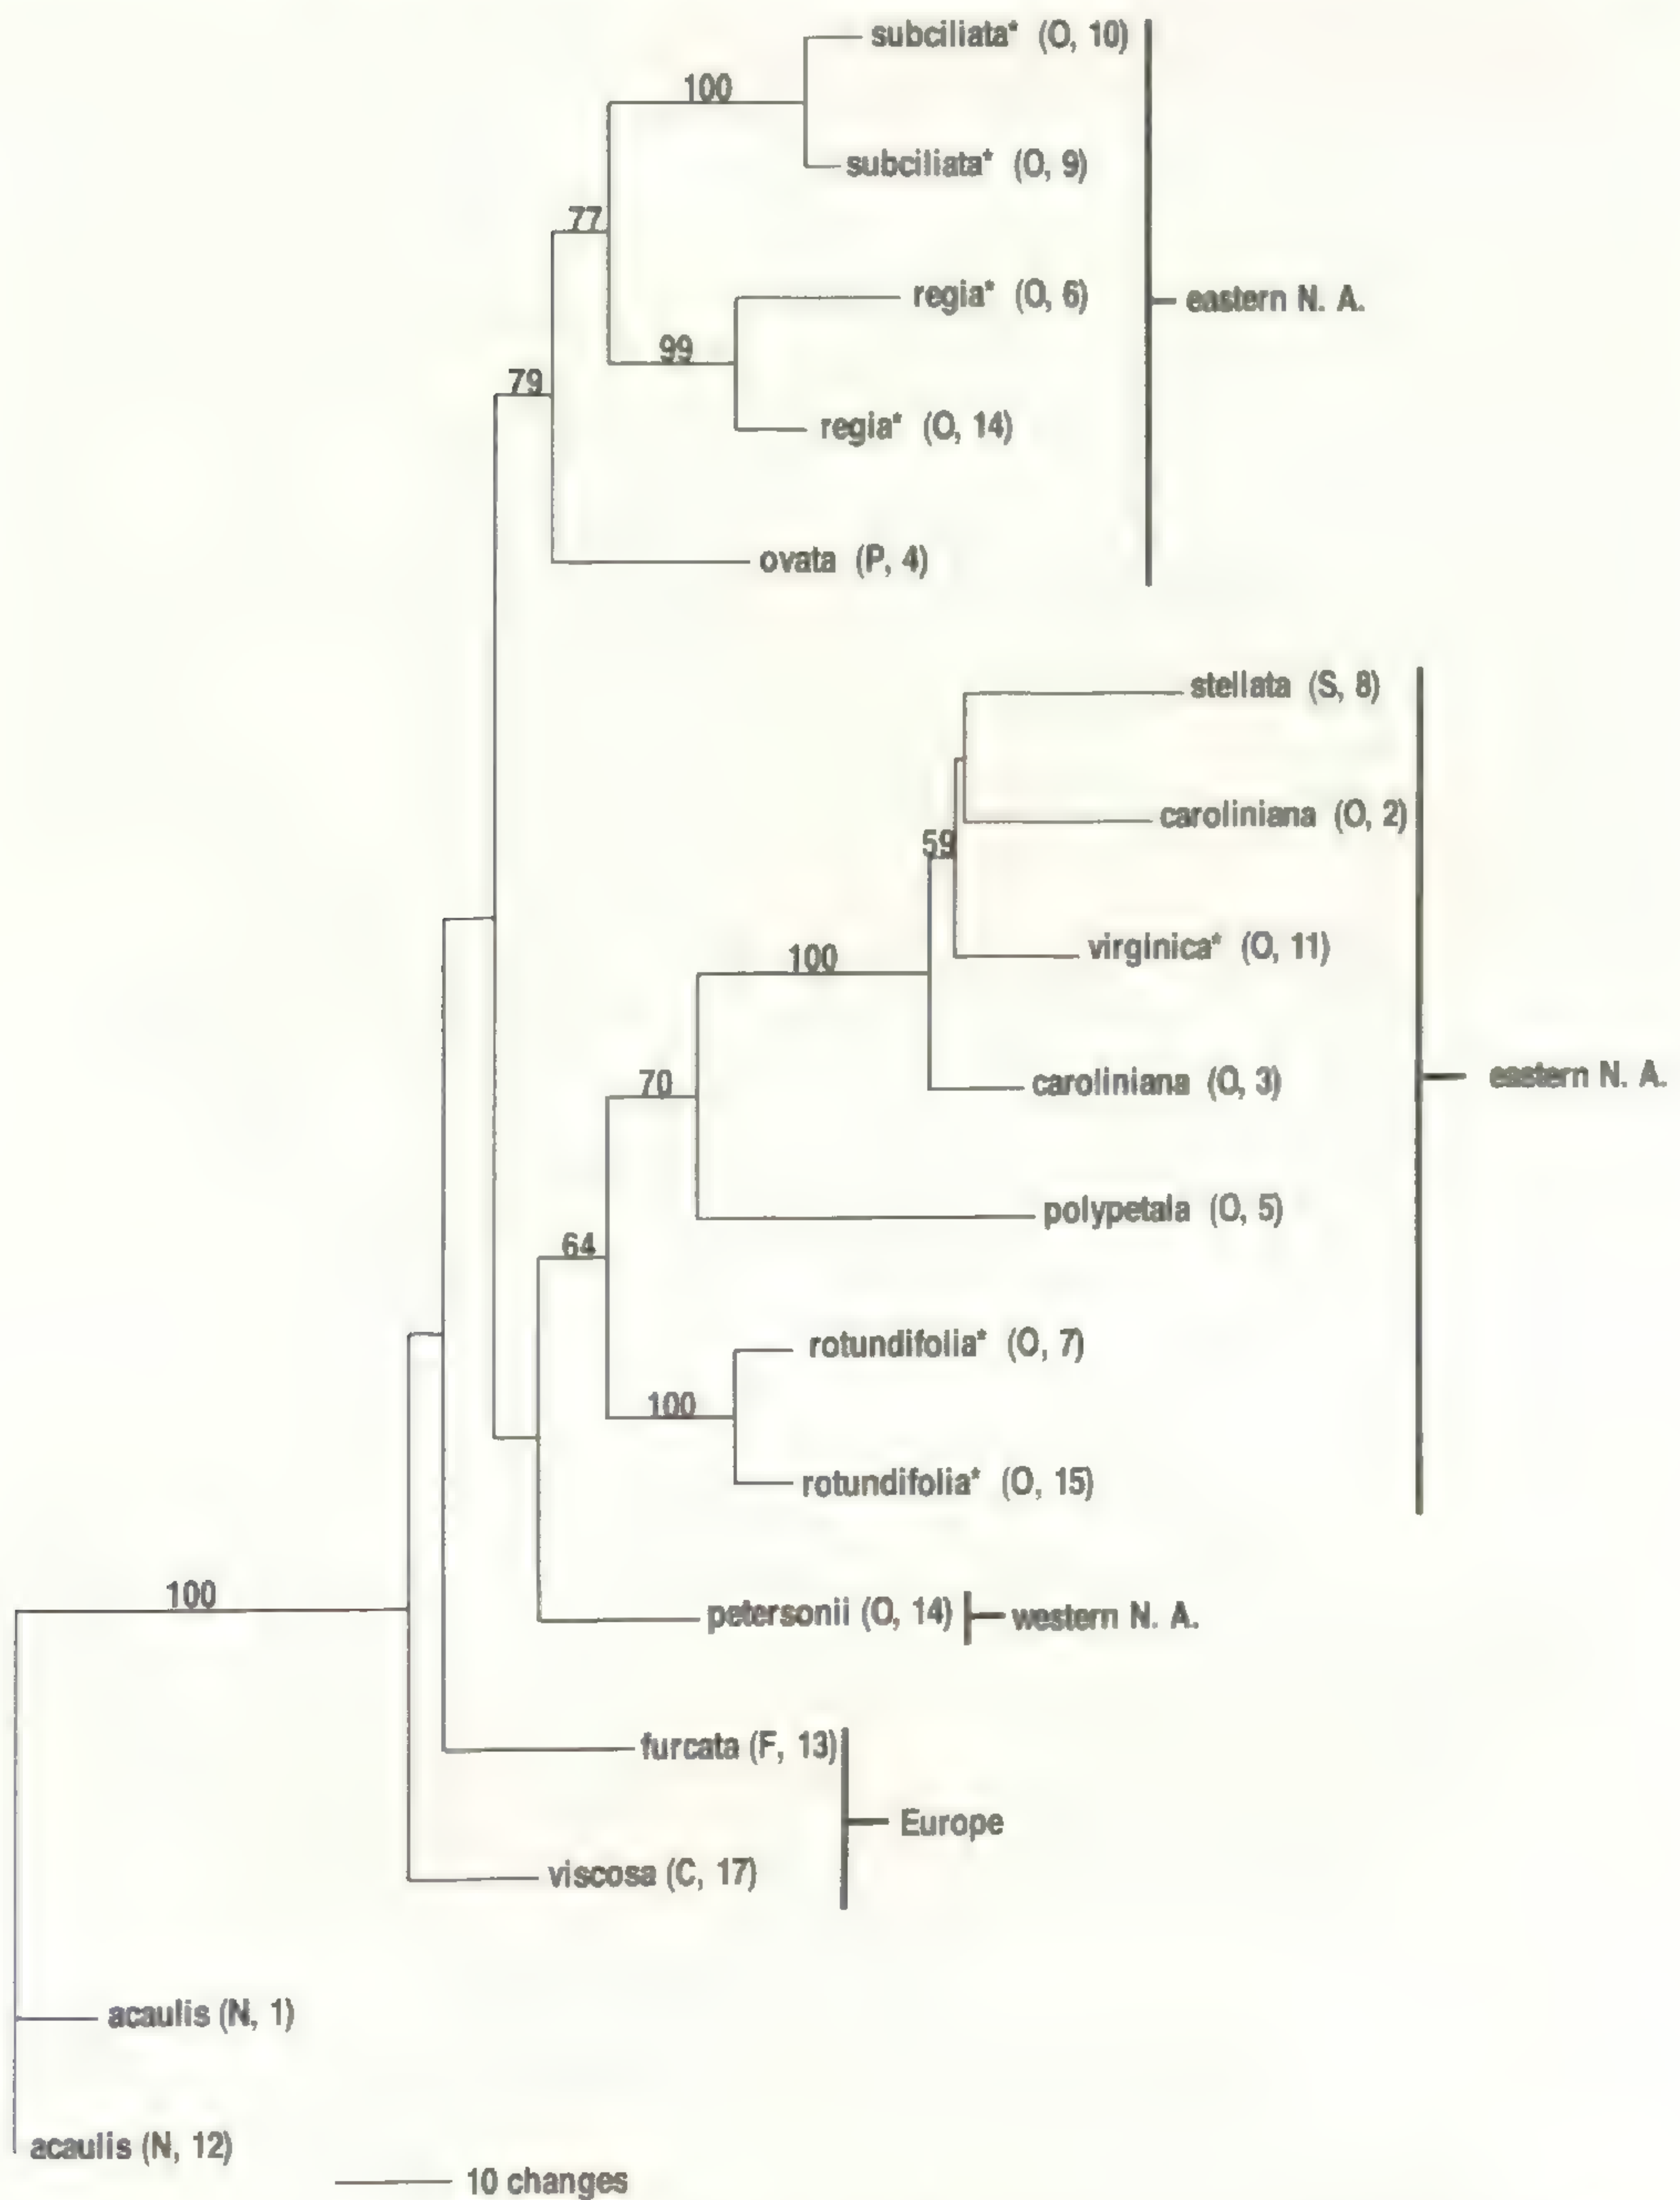 subciliata* (O, 10)
100
subciliata* (O, 9)
77
regia* (O, 6)
eastern N. A.
99
79
regia* (O, 14)
ovata (P, 4)
stellata (S, 8)
caroliniana (O, 2)
59
virginica* (O, 11)
100
caroliniana (O, 3)
eastern N. A.
70
polypetala (O, 5)
64
rotundifolia* (O, 7)
100
rotundifolia* (O, 15)
100
petersonii (O, 14)
western N. A.
furcata (F, 13)
Europe
viscosa (C, 17)
acaulis (N, 1)
acaulis (N, 12)
10 changes